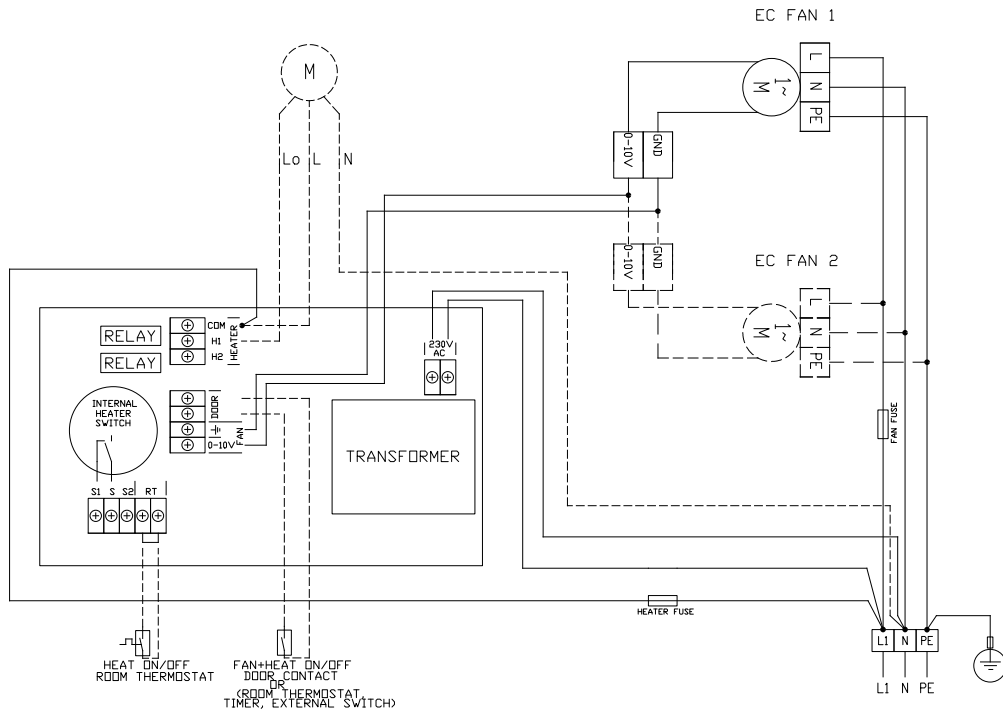 EC FAN 1
M
L
N
PE
1~
M
Lo L N
0-10V
GND
0-10V
GND
EC FAN 2
L
N
PE
1~
M
RELAY
RELAY
COM
H1
H2
HEATER
230V
AC
INTERNAL
HEATER
SWITCH
DOOR
0-10V
FAN
TRANSFORMER
FAN FUSE
S1 S S2 RT
HEATER FUSE
L1 N PE
L1 N PE
HEAT ON/OFF
ROOM THERMOSTAT
FAN+HEAT ON/OFF
DOOR CONTACT
OR
(ROOM THERMOSTAT,
TIMER, EXTERNAL SWITCH)